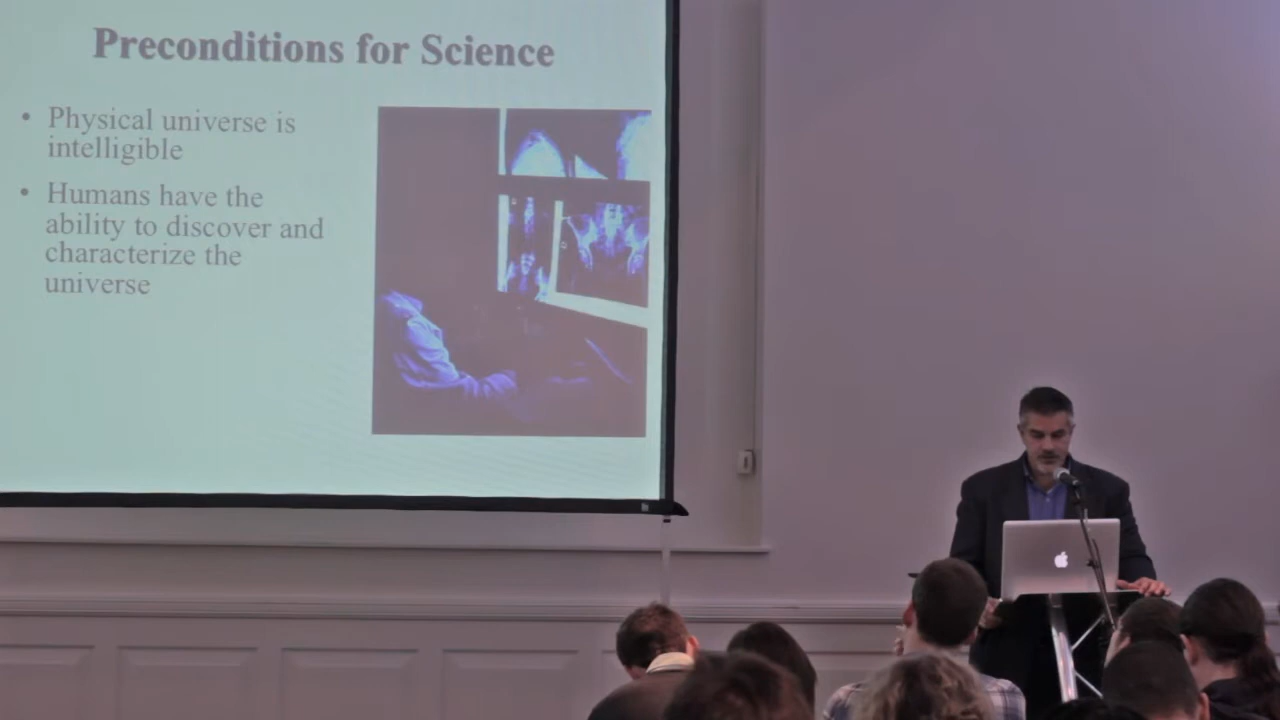 Preconditions for Science
• Physical universe is
intelligible
• Humans have the
ability to discover and
characterize the
universe